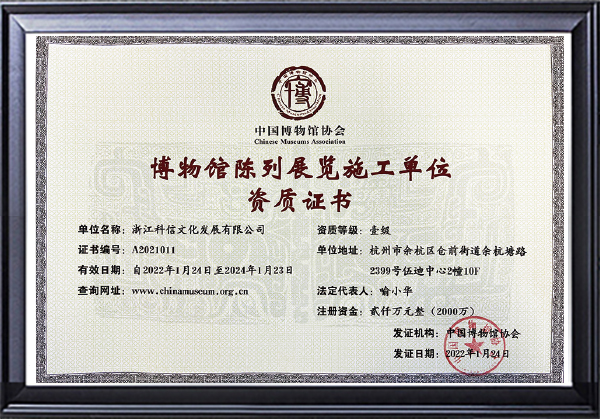 中国博物馆协会
Chinese Museums Association
博物馆陈列展览施工单位
资质证书
单位名称：浙江科信文化发展有限公司
证书编号：A2021011
有效日期：自2022年1月24日至2024年1月23日
查询网址：www.chinamuseum.org.cn
资质等级：壹级
单位地址：杭州市余杭区仓前街道余杭塘路
2399号伍迪中心2幢10F
法定代表人：喻小华
注册资金：贰仟万元整（2000万）
发证机构：中国博物馆协会
发证日期：2022年1月24日